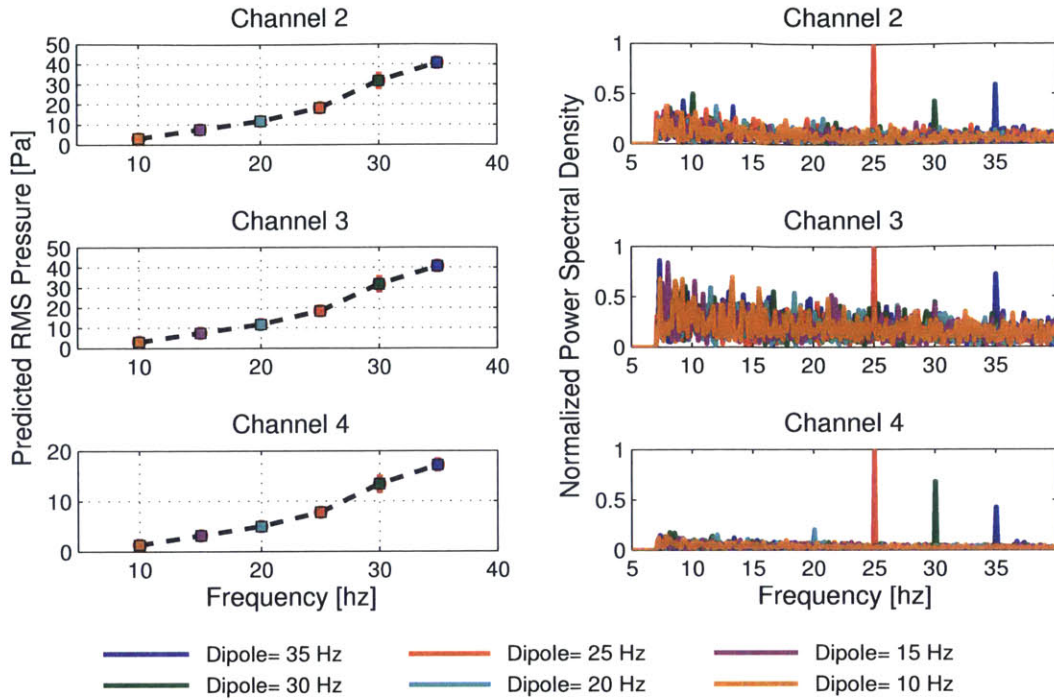 Channel 2
50
40
30
20
10
0
10 20 30 40
Channel 3
50
40
30
20
10
0
10 20 30 40
Channel 4
20
10
0
10 20 30 40
Frequency [hz]
Predicted RMS Pressure [Pa]
Channel 2
1
0.5
0
5 10 15 20 25 30 35
Channel 3
1
0.5
0
5 10 15 20 25 30 35
Channel 4
1
0.5
0
5 10 15 20 25 30 35
Frequency [hz]
Normalized Power Spectral Density
Dipole= 35 Hz Dipole= 25 Hz Dipole= 15 Hz
Dipole= 30 Hz Dipole= 20 Hz Dipole= 10 Hz